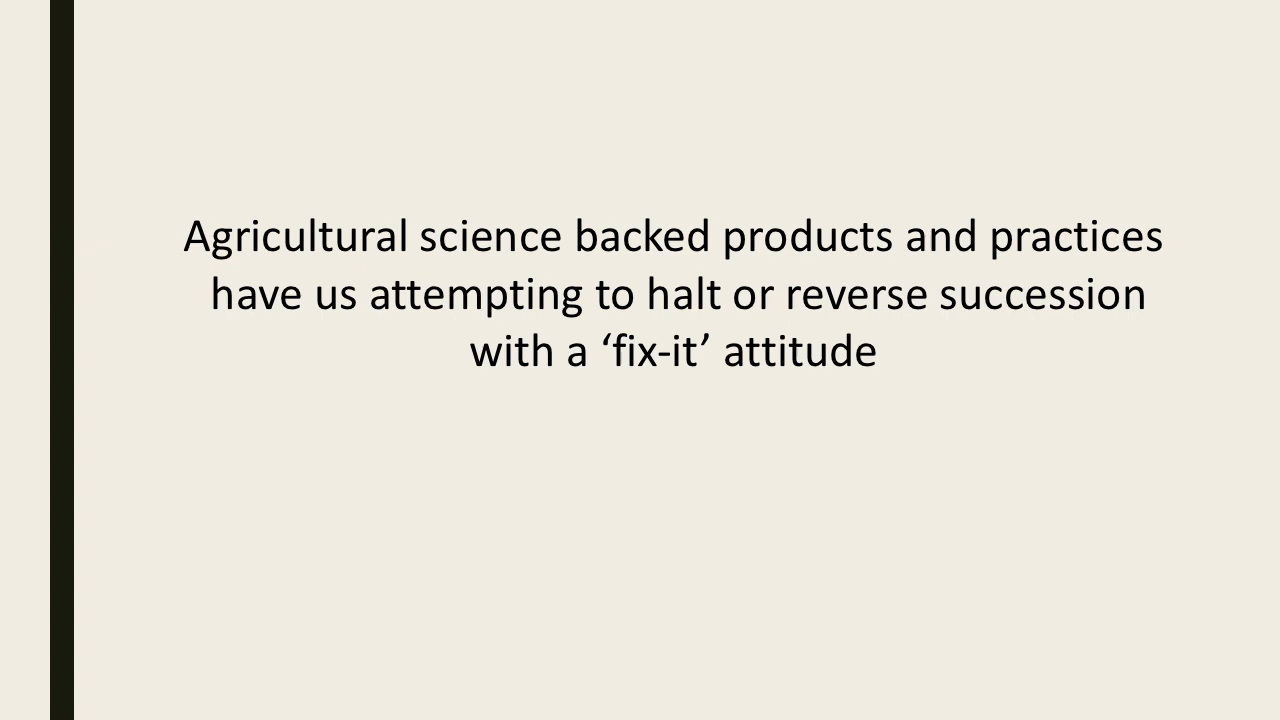 Agricultural science backed products and practices
have us attempting to halt or reverse succession
with a ‘fix-it’ attitude